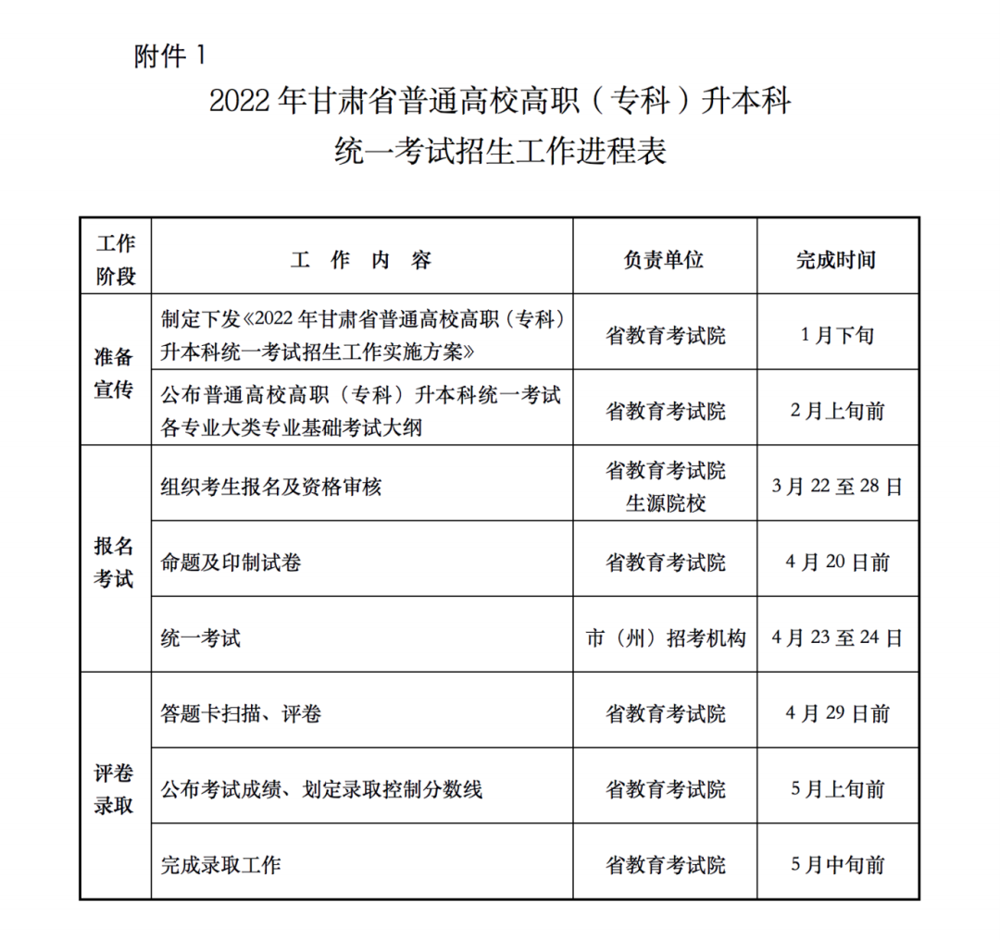 附件 1
2022 年甘肃省普通高校高职（专科）升本科
统一考试招生工作进程表
工作
阶段
工 作 内 容
负责单位
完成时间
准备
宣传
制定下发《2022 年甘肃省普通高校高职（专科）
升本科统一考试招生工作实施方案》
省教育考试院
1 月下旬
公布普通高校高职（专科）升本科统一考试
各专业大类专业基础考试大纲
省教育考试院
2 月上旬前
报名
考试
组织考生报名及资格审核
省教育考试院
生源院校
3 月 22 至 28 日
命题及印制试卷
省教育考试院
4 月 20 日前
统一考试
市（州）招考机构
4 月 23 至 24 日
评卷
录取
答题卡扫描、评卷
省教育考试院
4 月 29 日前
公布考试成绩、划定录取控制分数线
省教育考试院
5 月上旬前
完成录取工作
省教育考试院
5 月中旬前